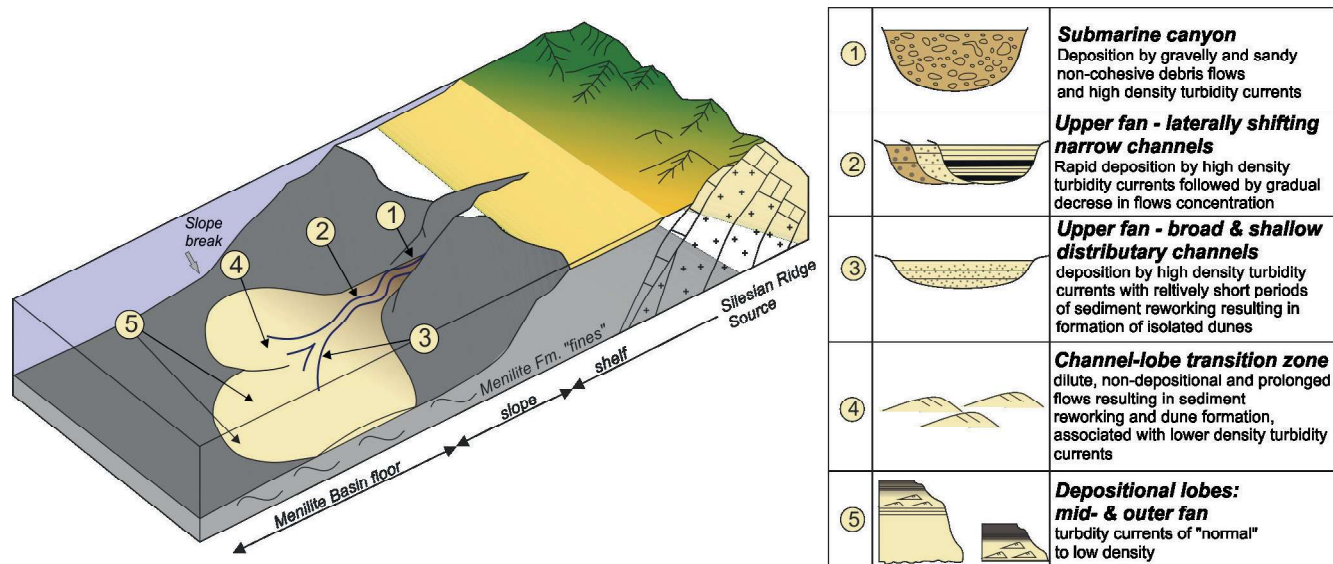 Slope
break
1
2
4
5
3
Silesian Ridge
Source
shelf
Menilite Fm. "fines"
slope
Menilite Basin floor
1
Submarine canyon
Deposition by gravelly and sandy
non-cohesive debris flows
and high density turbidity currents
2
Upper fan - laterally shifting
narrow channels
Rapid deposition by high density
turbidity currents followed by gradual
decrese in flows concentration
3
Upper fan - broad & shallow
distributary channels
deposition by high density turbidity
currents with reltively short periods
of sediment reworking resulting in
formation of isolated dunes
4
Channel-lobe transition zone
dilute, non-depositional and prolonged
flows resulting in sediment
reworking and dune formation,
associated with lower density turbidity
currents
5
Depositional lobes:
mid- & outer fan
turbdity currents of "normal"
to low density